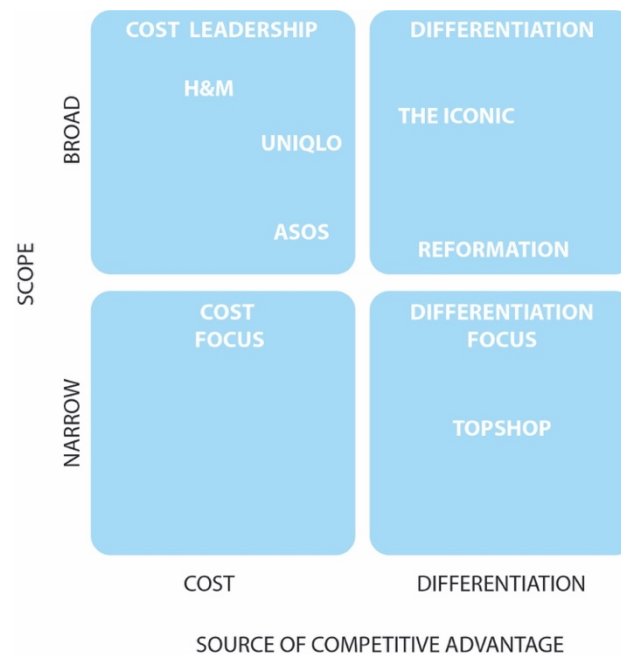 COST LEADERSHIP
DIFFERENTIATION
H&M
THE ICONIC
UNIQLO
ASOS
REFORMATION
BROAD
SCOPE
COST
FOCUS
DIFFERENTIATION
FOCUS
TOPSHOP
NARROW
COST
DIFFERENTIATION
SOURCE OF COMPETITIVE ADVANTAGE